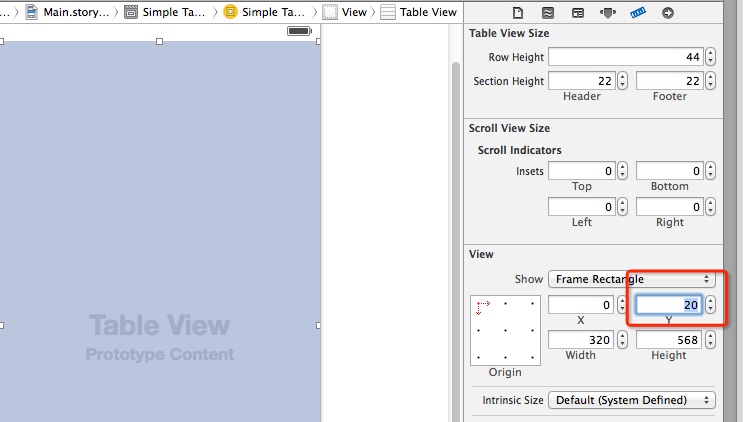 ...
Main.story...
Simple Ta...
Simple Ta...
View
Table View
Table View Size
Row Height 44
Section Height 22 22
Header Footer
Scroll View Size
Scroll Indicators
Insets 0 0
Top Bottom
0 0
Left Right
View
Show Frame Rectangle
0 20
X Y
320 568
Width Height
Origin
Intrinsic Size Default (System Defined)
Table View
Prototype Content